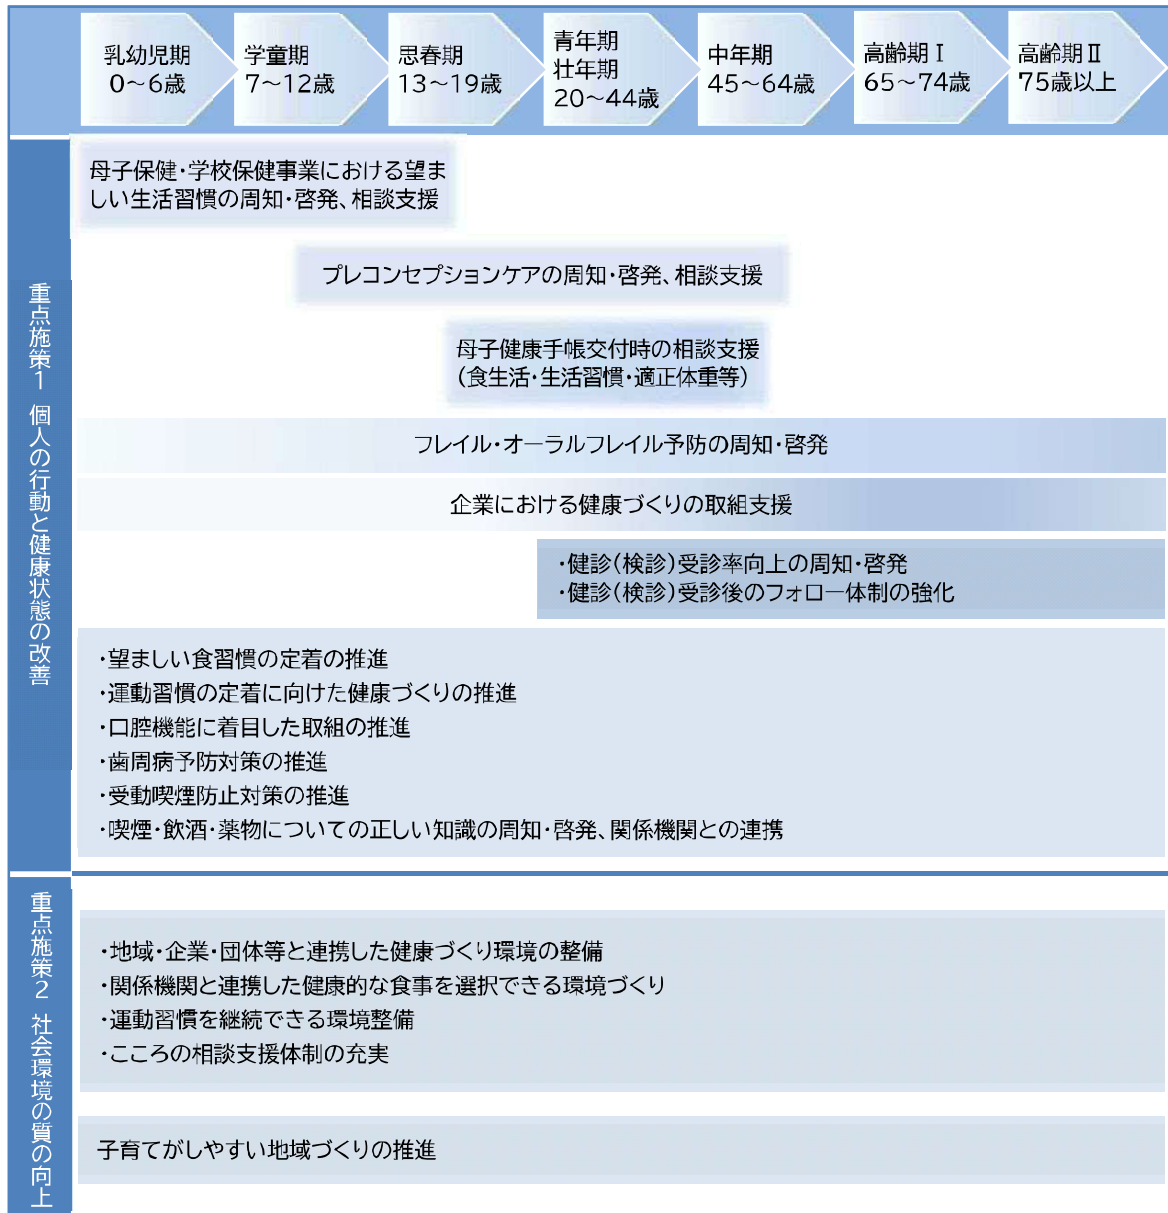 乳幼児期
0～6歳
学童期
7～12歳
思春期
13～19歳
青年期
壮年期
20～44歳
中年期
45～64歳
高齢期Ⅰ
65～74歳
高齢期Ⅱ
75歳以上
重点施策1 個人の行動と健康状態の改善
母子保健・学校保健事業における望ま
しい生活習慣の周知・啓発、相談支援
プレコンセプションケアの周知・啓発、相談支援
母子健康手帳交付時の相談支援
（食生活・生活習慣・適正体重等）
フレイル・オーラルフレイル予防の周知・啓発
企業における健康づくりの取組支援
・健診（検診）受診率向上の周知・啓発
・健診（検診）受診後のフォロー体制の強化
・望ましい食習慣の定着の推進
・運動習慣の定着に向けた健康づくりの推進
・口腔機能に着目した取組の推進
・歯周病予防対策の推進
・受動喫煙防止対策の推進
・喫煙・飲酒・薬物についての正しい知識の周知・啓発、関係機関との連携
重点施策2 社会環境の質の向上
・地域・企業・団体等と連携した健康づくり環境の整備
・関係機関と連携した健康的な食事を選択できる環境づくり
・運動習慣を継続できる環境整備
・こころの相談支援体制の充実
子育てがしやすい地域づくりの推進